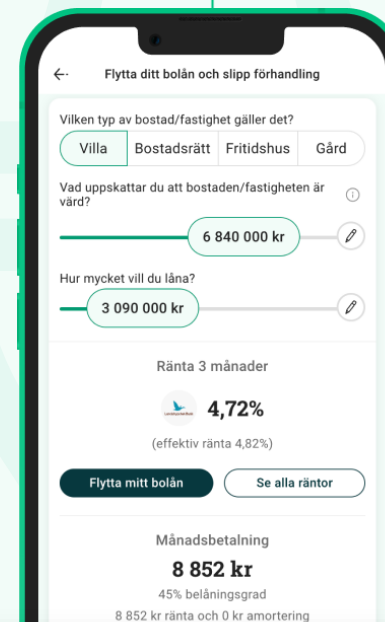 Flytta ditt bolån och slipp förhandling
Vilken typ av bostad/fastighet gäller det?
Villa Bostadsrätt Fritidshus Gård
Vad uppskattar du att bostaden/fastigheten är
värd?
6 840 000 kr
Hur mycket vill du låna?
3 090 000 kr
Ränta 3 månader
4,72%
(effektiv ränta 4,82%)
Flytta mitt bolån Se alla räntor
Månadsbetalning
8 852 kr
45% belåningsgrad
8 852 kr ränta och 0 kr amortering